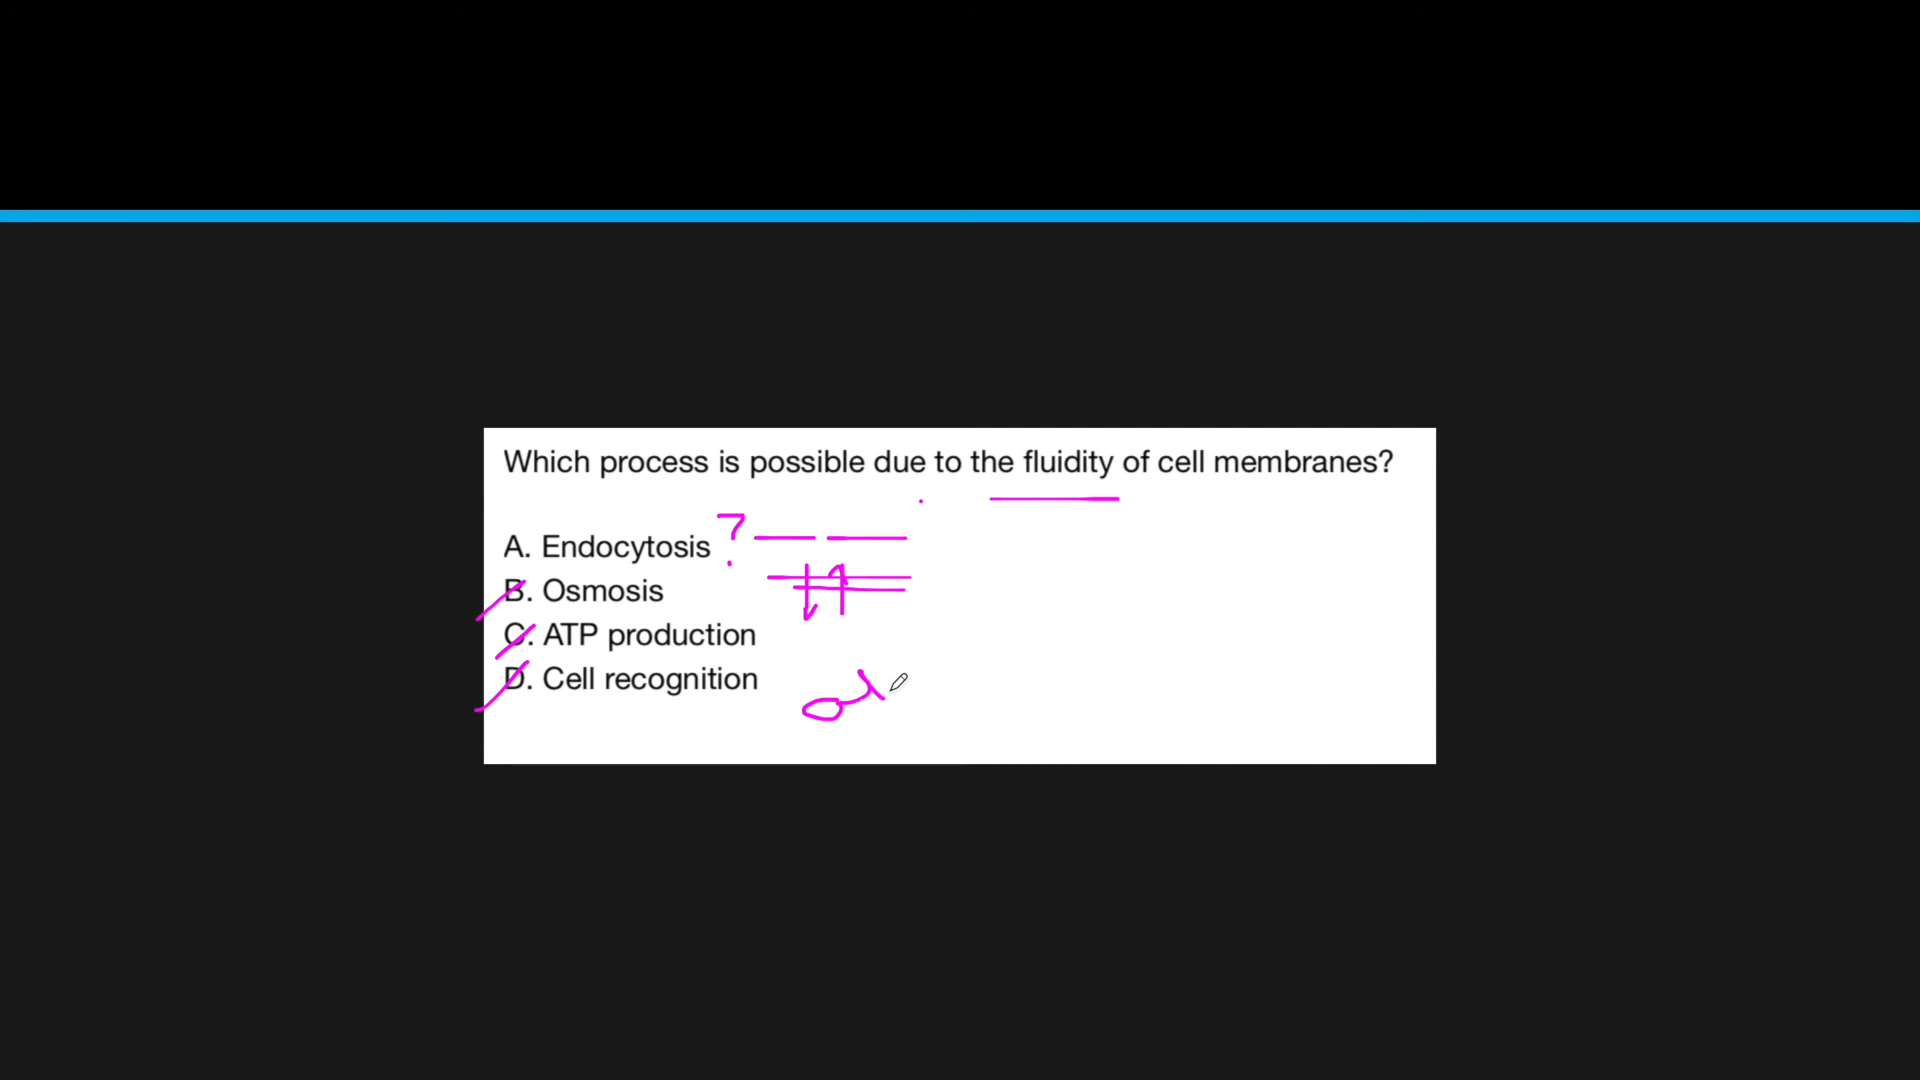 Which process is possible due to the fluidity of cell membranes?
A. Endocytosis ?
B. Osmosis
C. ATP production
D. Cell recognition